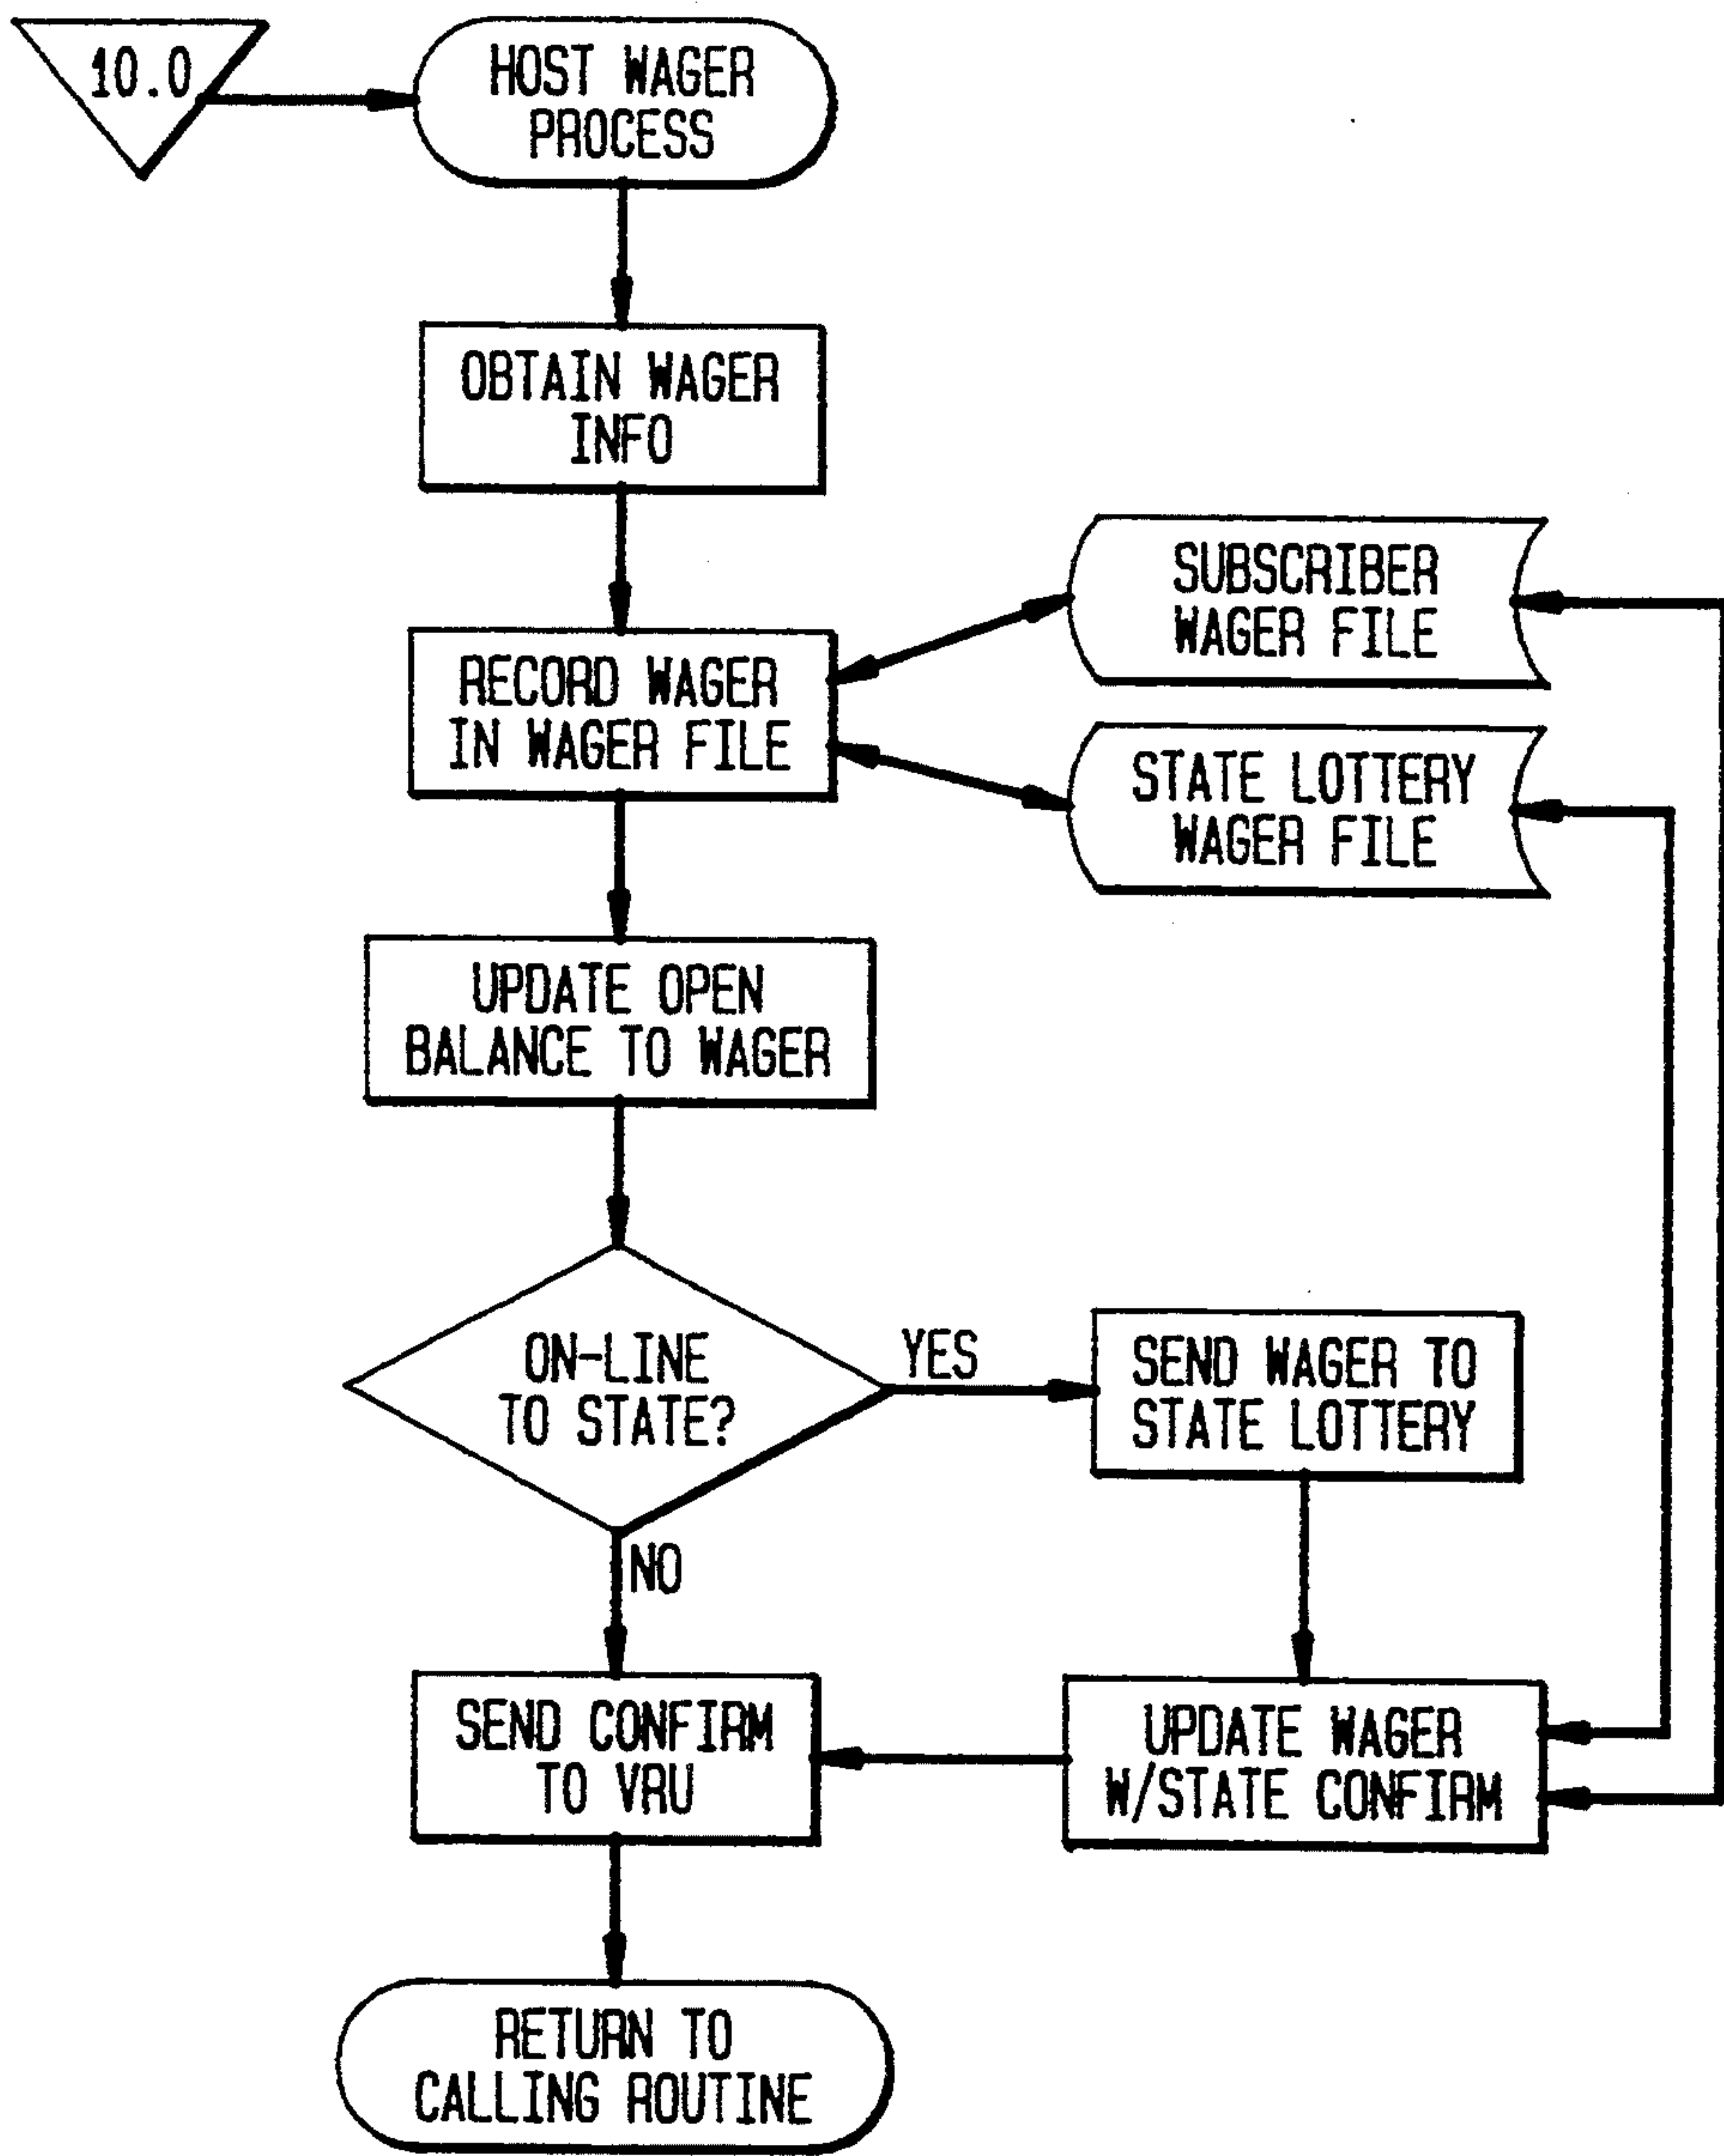 10.0
HOST WAGER
PROCESS
OBTAIN WAGER
INFO
RECORD WAGER
IN WAGER FILE
SUBSCRIBER
WAGER FILE
STATE LOTTERY
WAGER FILE
UPDATE OPEN
BALANCE TO WAGER
ON-LINE
TO STATE?
YES
SEND WAGER TO
STATE LOTTERY
NO
SEND CONFIRM
TO VRU
UPDATE WAGER
W/STATE CONFIRM
RETURN TO
CALLING ROUTINE